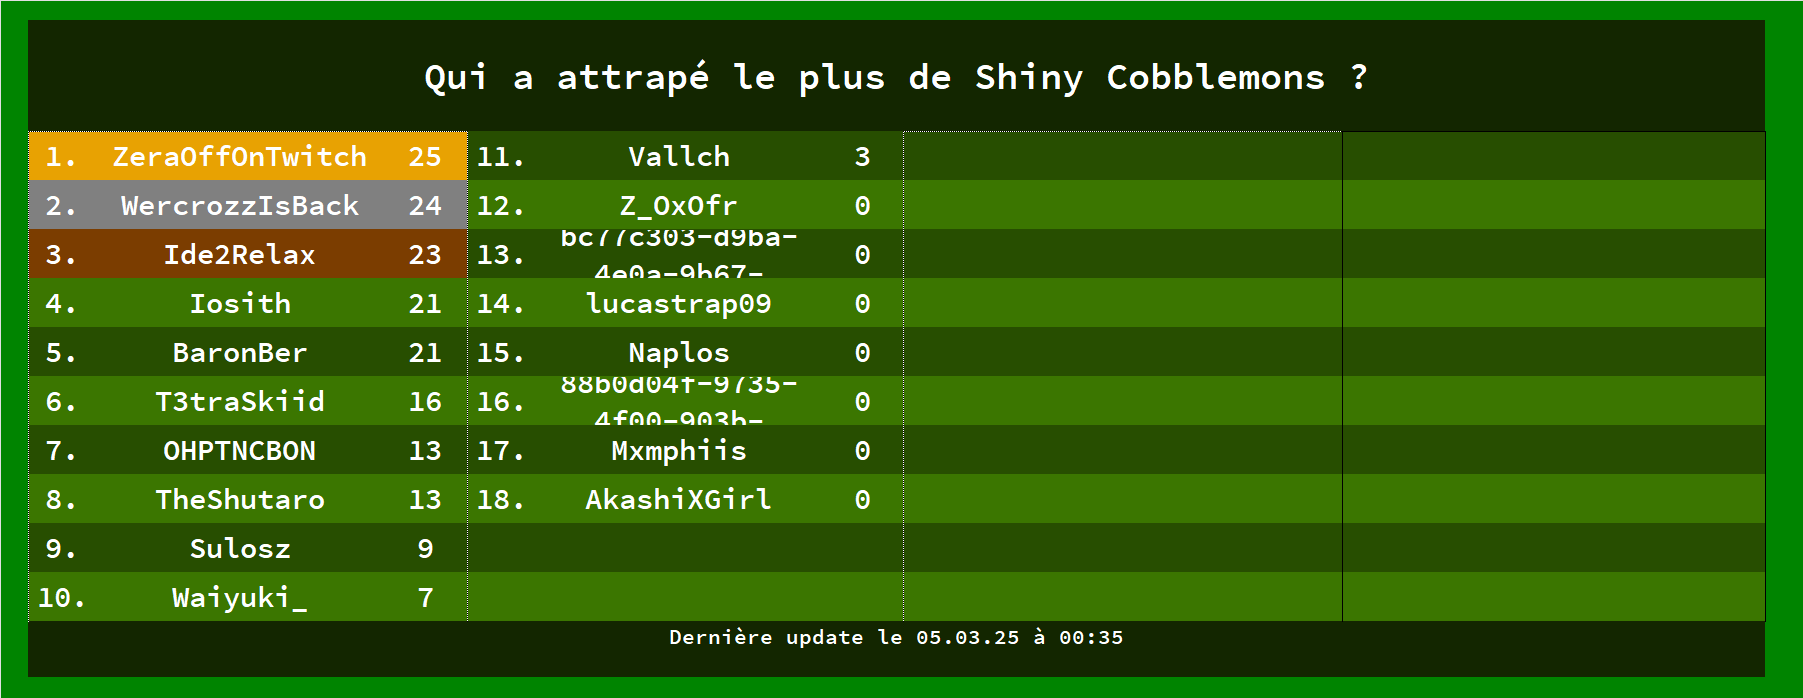 Qui a attrapé le plus de Shiny Cobblemons ?
1. ZeraOffOnTwitch 25
2. WercrozzIsBack 24
3. Ide2Relax 23
4. Iosith 21
5. BaronBer 21
6. T3traSkiid 16
7. OHPTNCBON 13
8. TheShutaro 13
9. Sulosz 9
10. Waiyuki_ 7
11. Vallch 3
12. Z_OxOfr 0
13. bc77c303-d9ba-4e0a-9b67- 0
14. lucastrap09 0
15. Naplos 0
16. 88b0d04f-9735-4f00-903b- 0
17. Mxmphiis 0
18. AkashiXGirl 0
Dernière update le 05.03.25 à 00:35